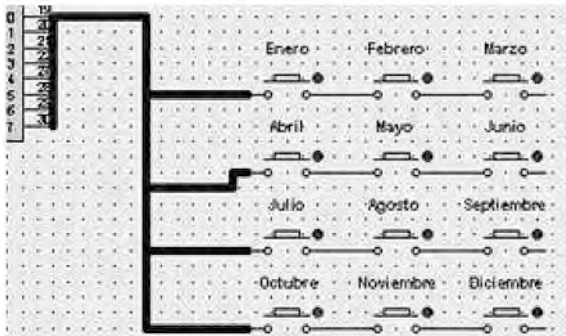 0
1
2
3
4
5
6
7
Enero Febrero Marzo
Abril Mayo Junio
Julio Agosto Septiembre
Octubre Noviembre Diciembre